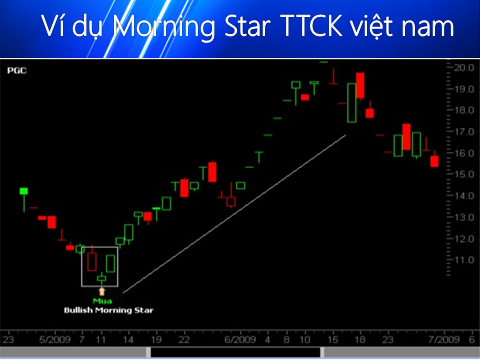 Ví dụ Morning Star TTCK việt nam
PGC
20.0
19.0
18.0
17.0
16.0
15.0
14.0
13.0
12.0
11.0
Mua
Bullish Morning Star
23 5/2009 7 11 14 19 22 6/2009 4 8 10 15 18 23 7/2009 6